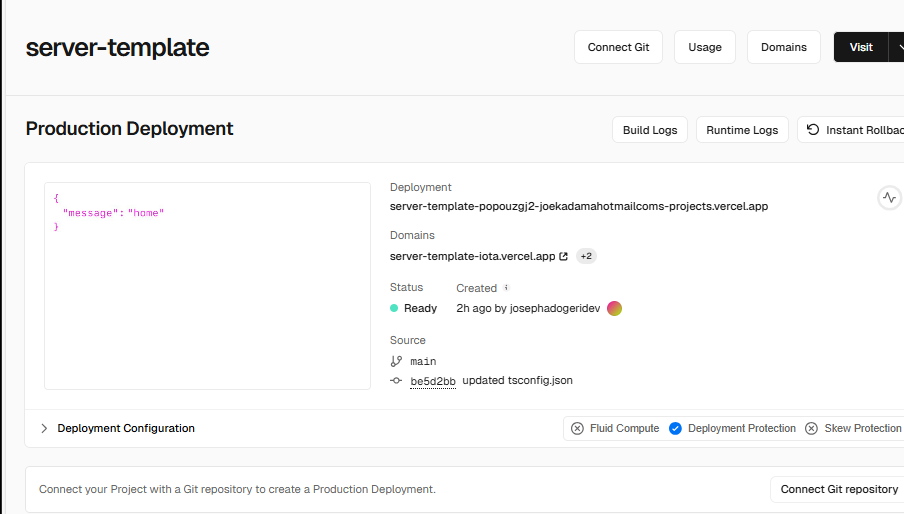 server-template
Connect Git
Usage
Domains
Visit
Production Deployment
Build Logs
Runtime Logs
Instant Rollbac
{
"message": "home"
}
Deployment
server-template-popouzgj2-joekadamahotmailcoms-projects.vercel.app
Domains
server-template-iota.vercel.app
+2
Status
Created
Ready
2h ago by josephadogeridev
Source
main
be5d2bb updated tsconfig.json
Deployment Configuration
Fluid Compute
Deployment Protection
Skew Protection
Connect your Project with a Git repository to create a Production Deployment.
Connect Git repository